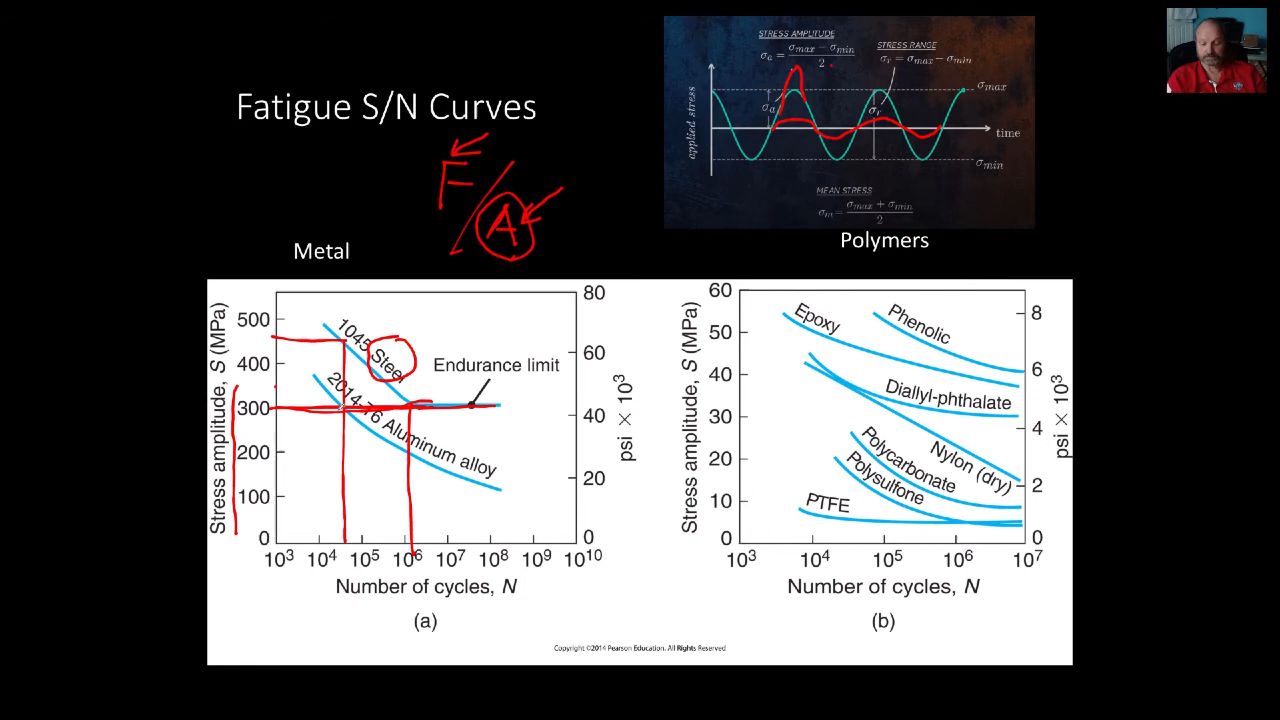 Fatigue S/N Curves
F/A
STRESS AMPLITUDE
σa = (σmax − σmin)/2
STRESS RANGE
σr = σmax − σmin
σmax
σa
σr
applied stress
time
σmin
MEAN STRESS
σm = (σmax + σmin)/2
Metal
Polymers
Stress amplitude, S (MPa)
500
400
300
200
100
0
1045 Steel
2014-T6 Aluminum alloy
Endurance limit
80
60
40
20
0
psi × 10³
10³ 10⁴ 10⁵ 10⁶ 10⁷ 10⁸ 10⁹ 10¹⁰
Number of cycles, N
(a)
Stress amplitude, S (MPa)
60
50
40
30
20
10
0
Epoxy
Phenolic
Diallyl-phthalate
Nylon (dry)
Polycarbonate
Polysulfone
PTFE
8
6
4
2
0
psi × 10³
10³ 10⁴ 10⁵ 10⁶ 10⁷
Number of cycles, N
(b)
Copyright ©2014 Pearson Education, All Rights Reserved